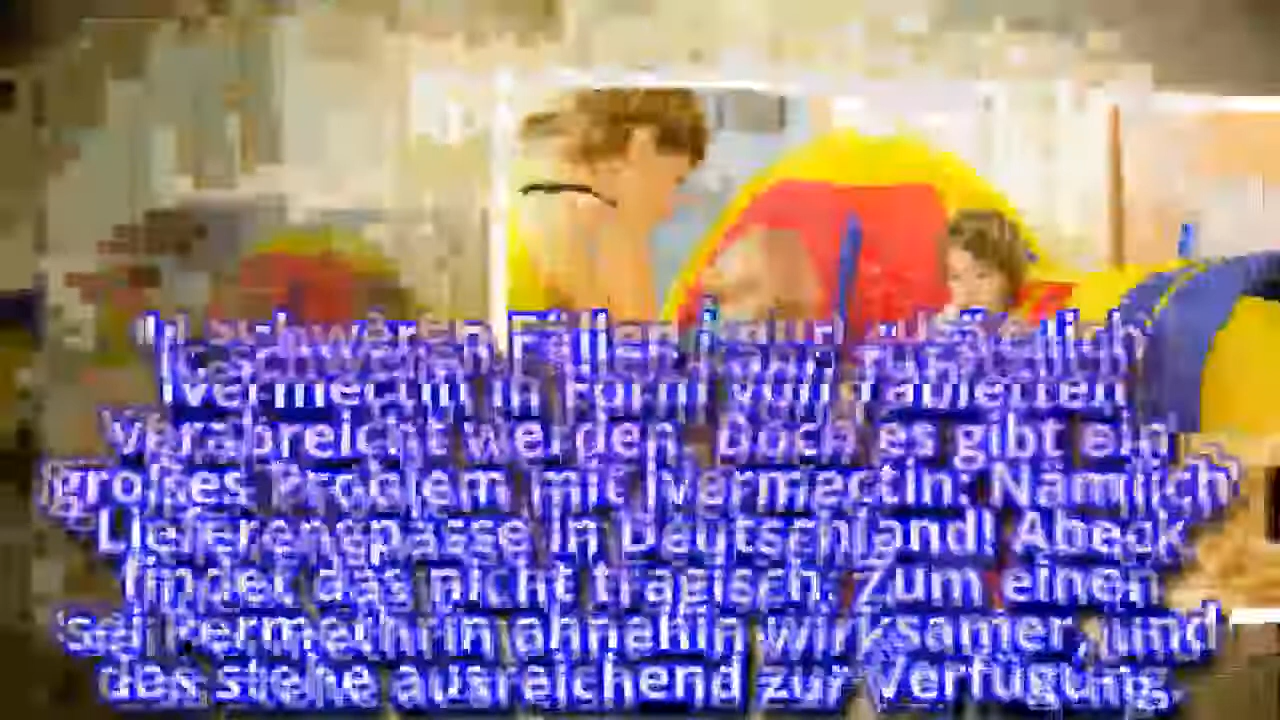 In schweren Fällen kann zusätzlich
Ivermectin in Form von Tabletten
verabreicht werden. Doch es gibt ein
großes Problem mit Ivermectin: Nämlich
Lieferengpässe in Deutschland! Abeck
findet das nicht tragisch. Zum einen
sei Permethrin ohnehin wirksamer, und
das stehe ausreichend zur Verfügung.